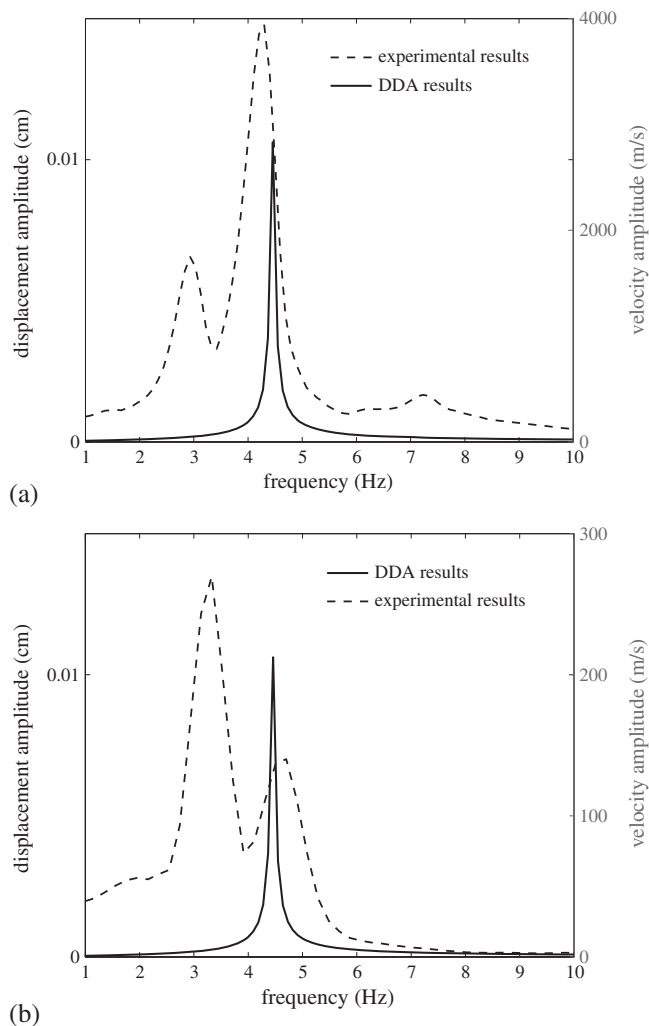 4000
experimental results
DDA results
0.01
2000
0
0
displacement amplitude (cm)
velocity amplitude (m/s)
1 2 3 4 5 6 7 8 9 10
frequency (Hz)
(a)
300
DDA results
experimental results
0.01
200
100
0
0
displacement amplitude (cm)
velocity amplitude (m/s)
1 2 3 4 5 6 7 8 9 10
frequency (Hz)
(b)